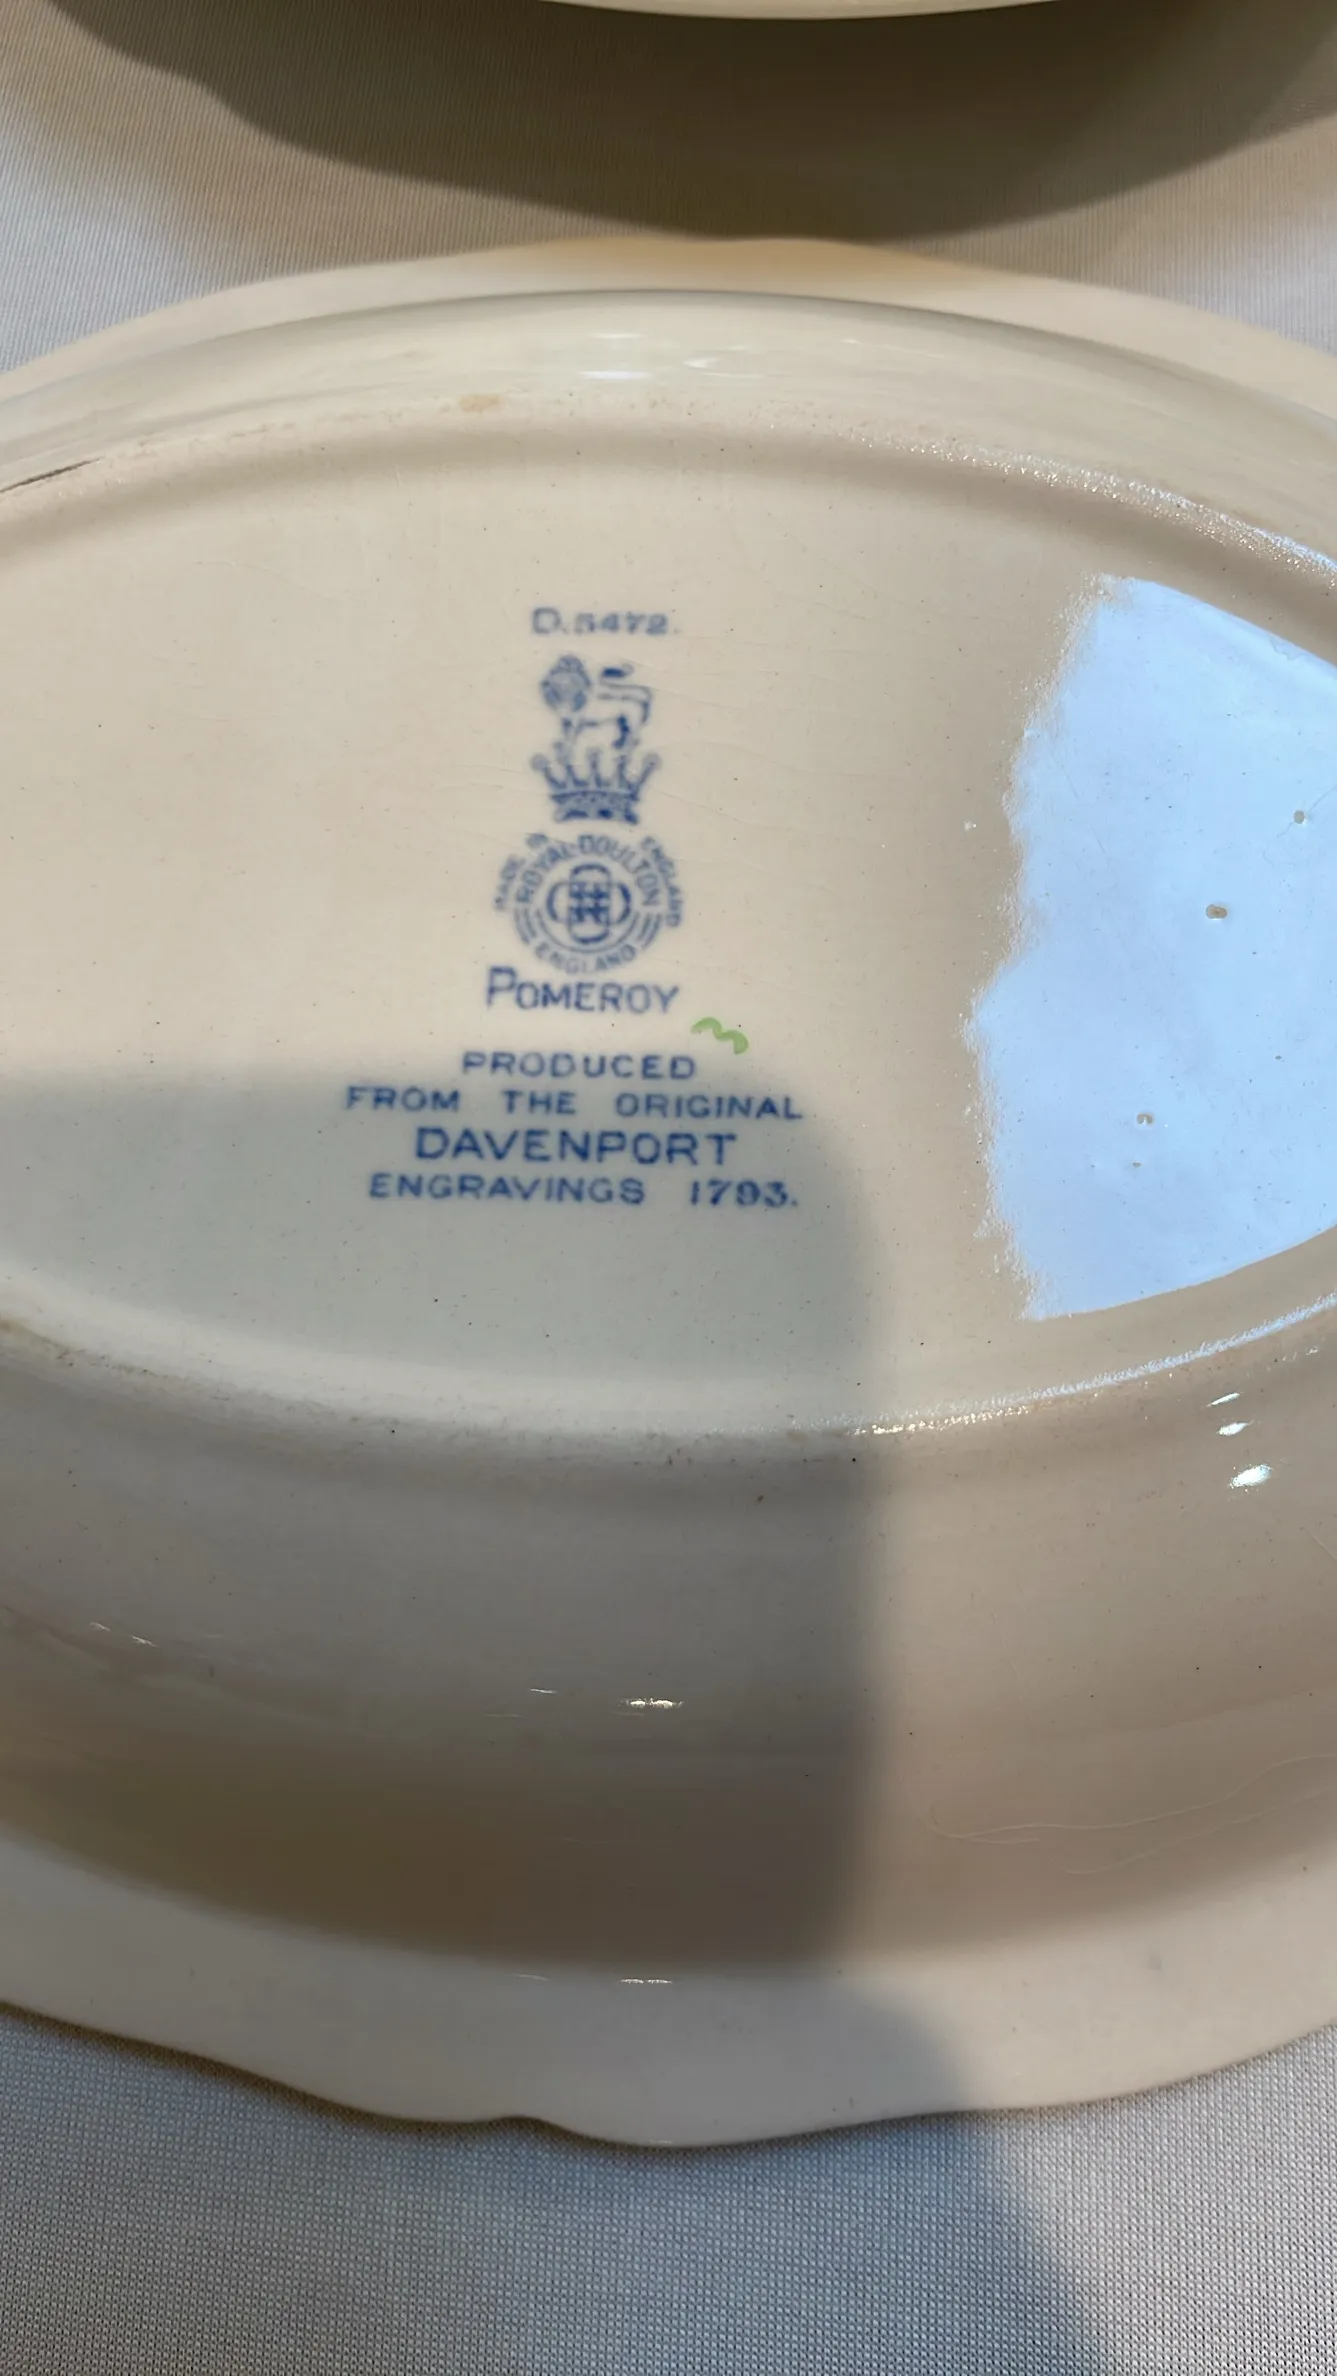 D.5472.
MADE IN ENGLAND
ROYAL-DOULTON
ENGLAND
POMEROY
PRODUCED
FROM THE ORIGINAL
DAVENPORT
ENGRAVINGS 1793.